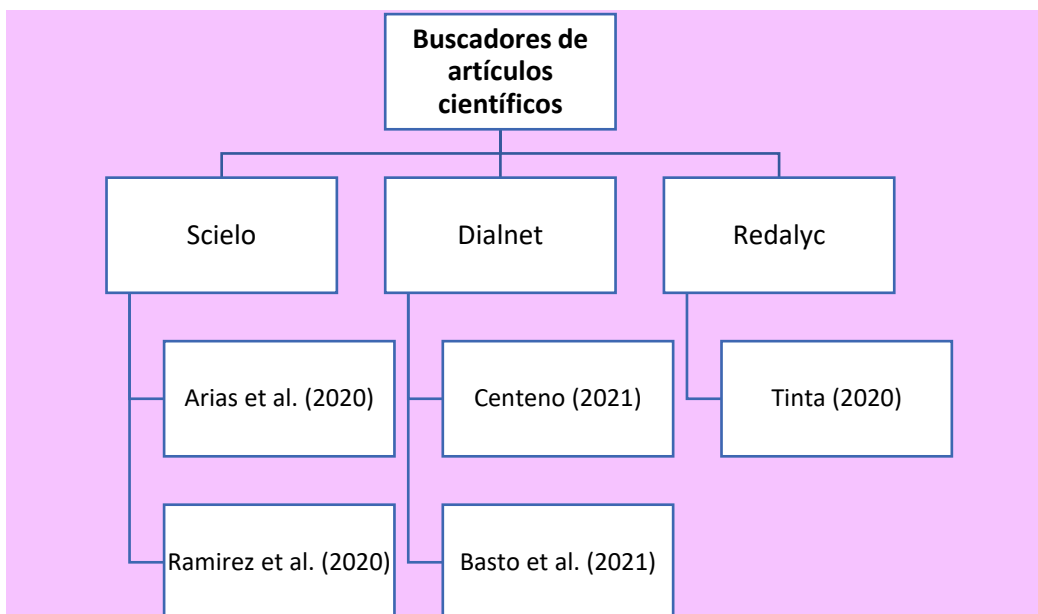 Buscadores de
artículos
científicos
Scielo
Dialnet
Redalyc
Arias et al. (2020)
Centeno (2021)
Tinta (2020)
Ramirez et al. (2020)
Basto et al. (2021)